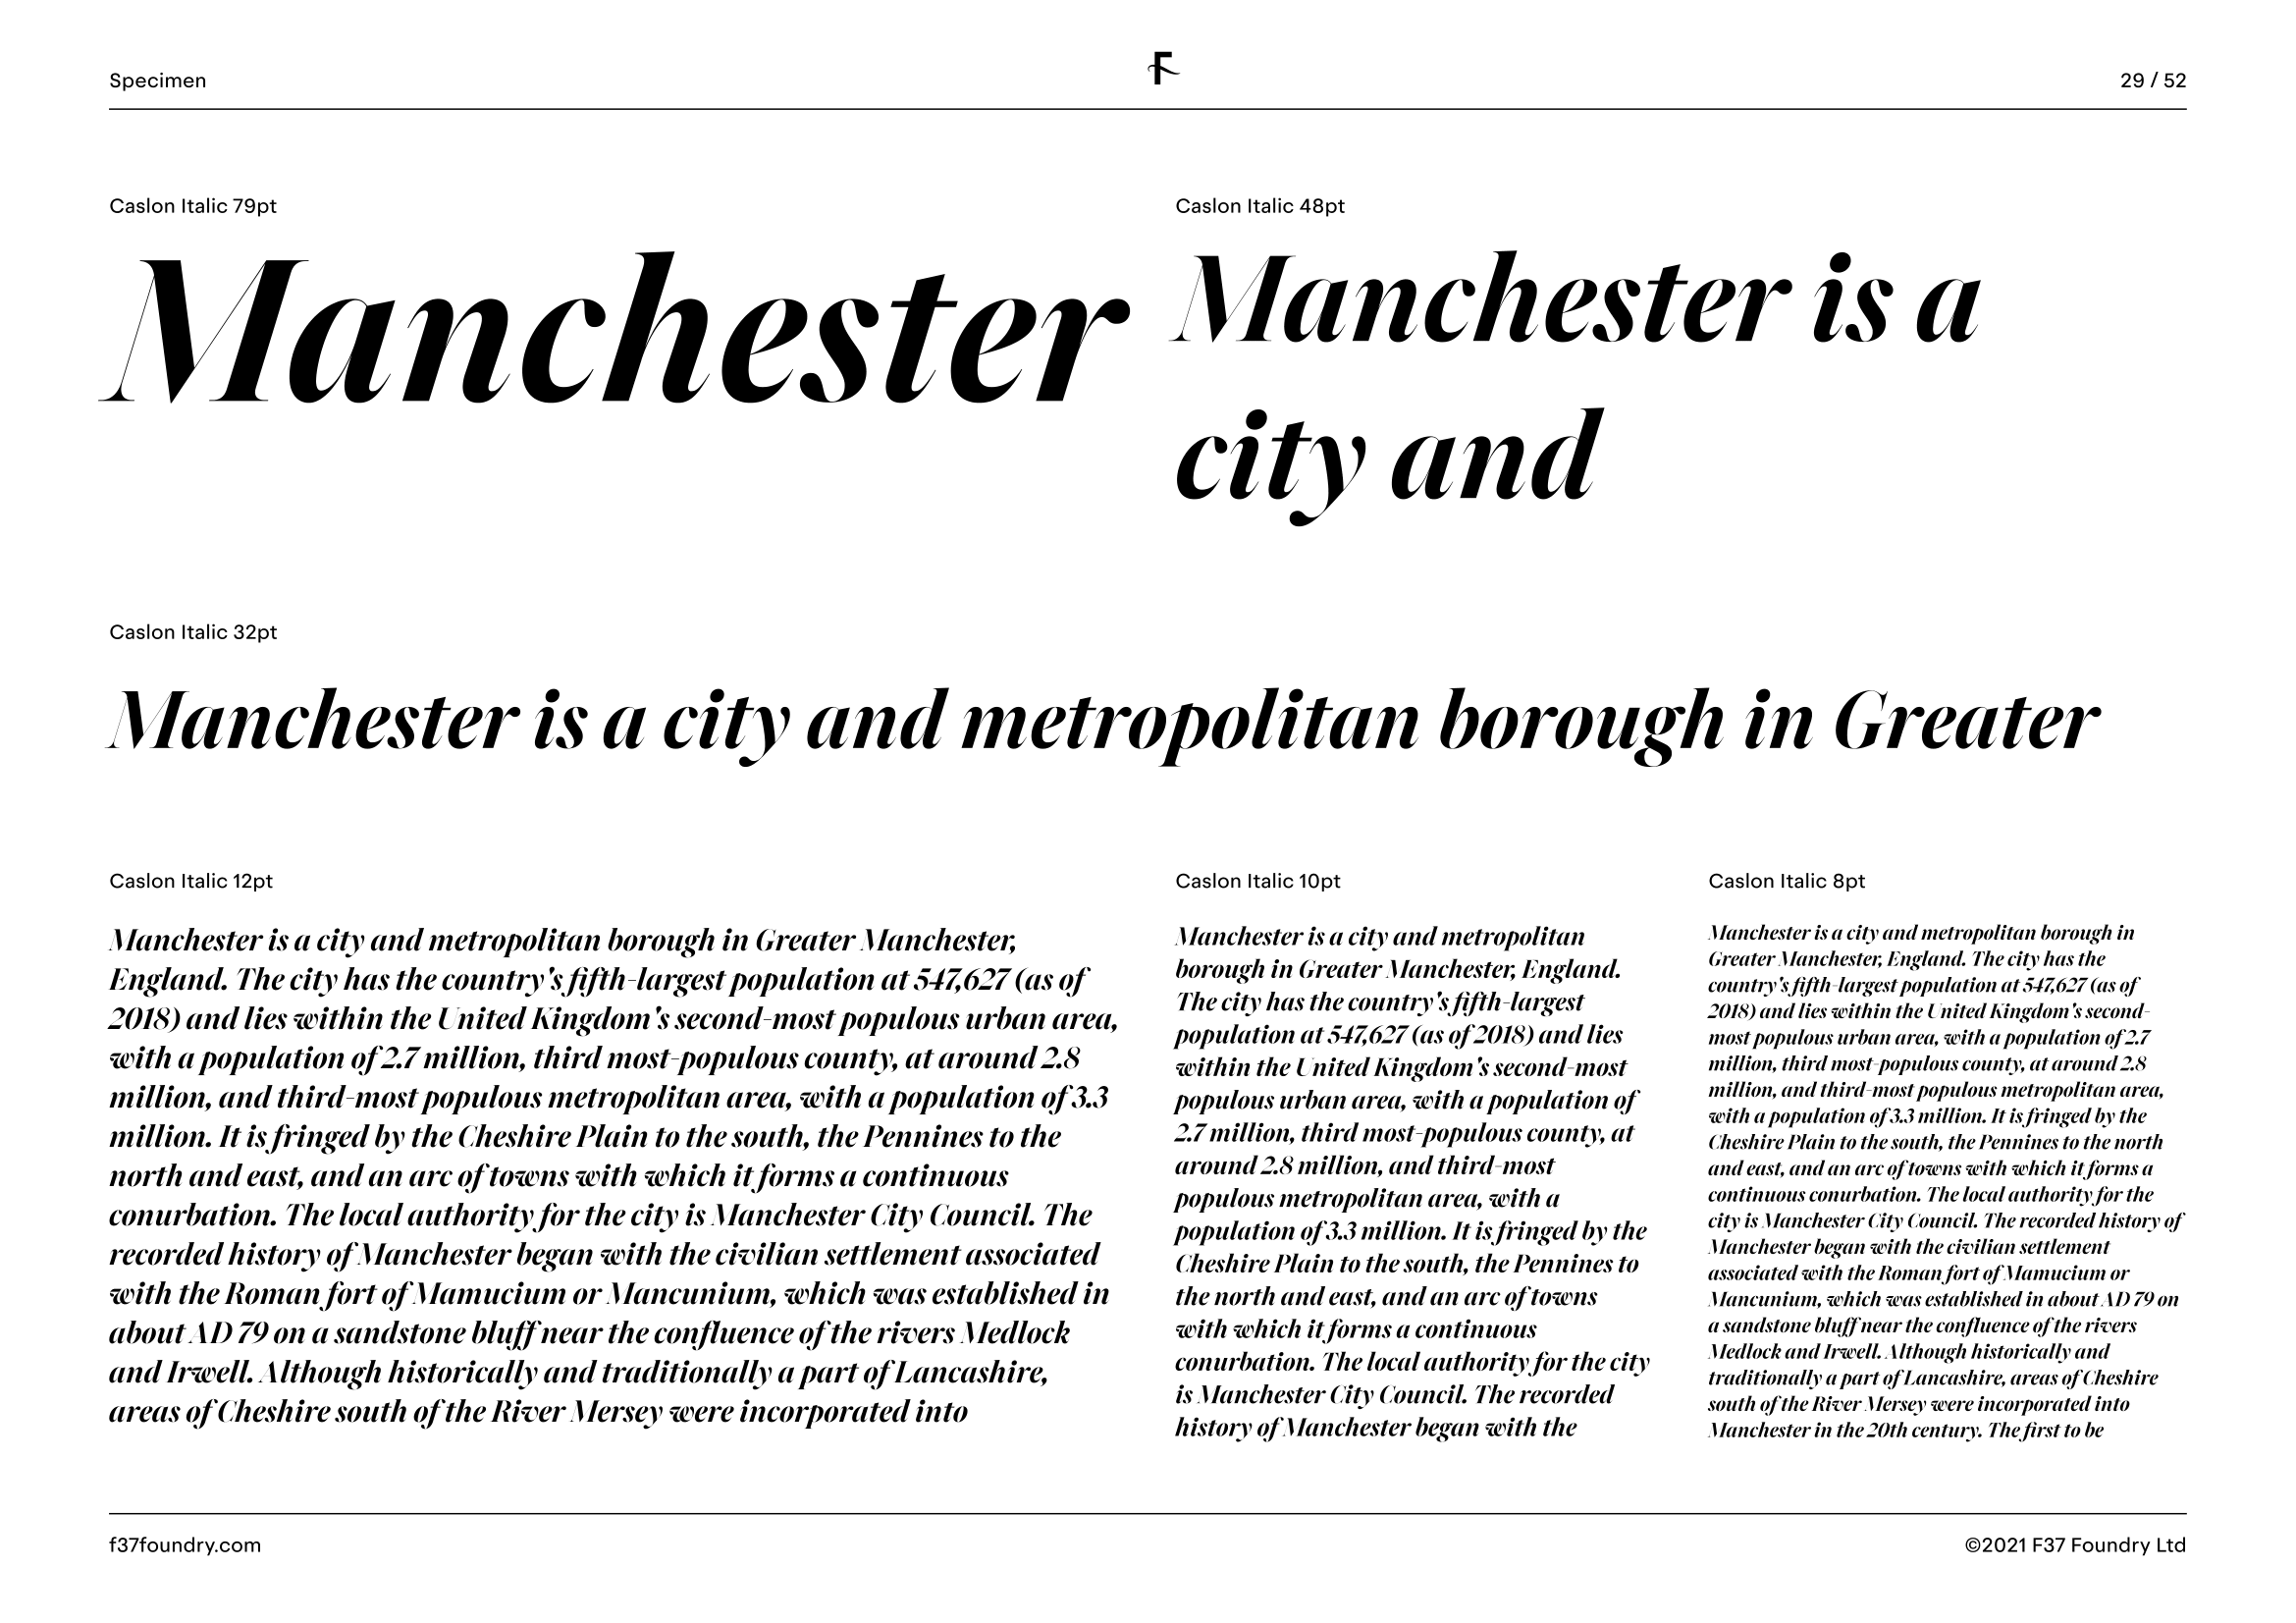 Specimen
F
29 / 52
Caslon Italic 79pt
Manchester
Caslon Italic 48pt
Manchester is a
city and
Caslon Italic 32pt
Manchester is a city and metropolitan borough in Greater
Caslon Italic 12pt
Manchester is a city and metropolitan borough in Greater Manchester,
England. The city has the country's fifth-largest population at 547,627 (as of
2018) and lies within the United Kingdom's second-most populous urban area,
with a population of 2.7 million, third most-populous county, at around 2.8
million, and third-most populous metropolitan area, with a population of 3.3
million. It is fringed by the Cheshire Plain to the south, the Pennines to the
north and east, and an arc of towns with which it forms a continuous
conurbation. The local authority for the city is Manchester City Council. The
recorded history of Manchester began with the civilian settlement associated
with the Roman fort of Mamucium or Mancunium, which was established in
about AD 79 on a sandstone bluff near the confluence of the rivers Medlock
and Irwell. Although historically and traditionally a part of Lancashire,
areas of Cheshire south of the River Mersey were incorporated into
Caslon Italic 10pt
Manchester is a city and metropolitan
borough in Greater Manchester, England.
The city has the country's fifth-largest
population at 547,627 (as of 2018) and lies
within the United Kingdom's second-most
populous urban area, with a population of
2.7 million, third most-populous county, at
around 2.8 million, and third-most
populous metropolitan area, with a
population of 3.3 million. It is fringed by the
Cheshire Plain to the south, the Pennines to
the north and east, and an arc of towns
with which it forms a continuous
conurbation. The local authority for the city
is Manchester City Council. The recorded
history of Manchester began with the
Caslon Italic 8pt
Manchester is a city and metropolitan borough in
Greater Manchester, England. The city has the
country's fifth-largest population at 547,627 (as of
2018) and lies within the United Kingdom's second-
most populous urban area, with a population of 2.7
million, third most-populous county, at around 2.8
million, and third-most populous metropolitan area,
with a population of 3.3 million. It is fringed by the
Cheshire Plain to the south, the Pennines to the north
and east, and an arc of towns with which it forms a
continuous conurbation. The local authority for the
city is Manchester City Council. The recorded history of
Manchester began with the civilian settlement
associated with the Roman fort of Mamucium or
Mancunium, which was established in about AD 79 on
a sandstone bluff near the confluence of the rivers
Medlock and Irwell. Although historically and
traditionally a part of Lancashire, areas of Cheshire
south of the River Mersey were incorporated into
Manchester in the 20th century. The first to be
f37foundry.com
©2021 F37 Foundry Ltd